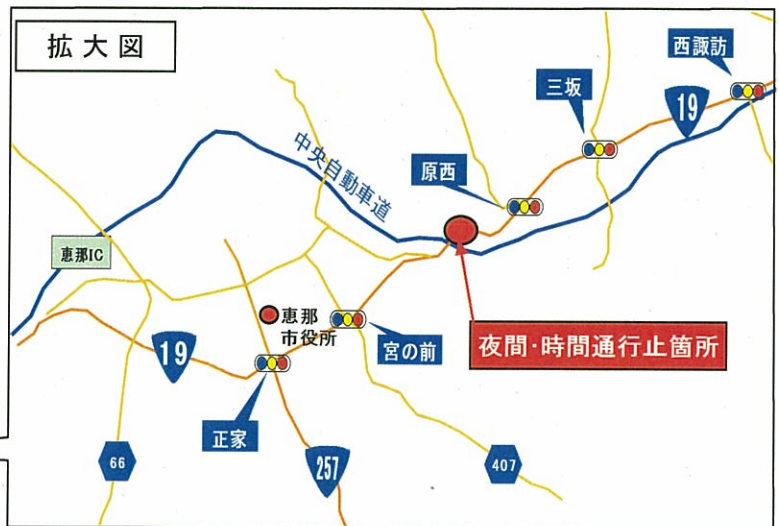 拡大図
西諏訪
三坂
19
原西
中央自動車道
恵那IC
恵那
市役所
宮の前
夜間・時間通行止箇所
19
正家
66
257
407